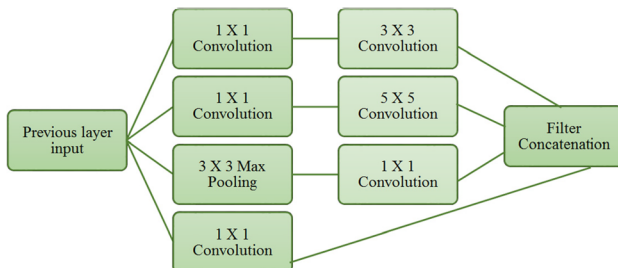 1 X 1
Convolution
3 X 3
Convolution
1 X 1
Convolution
5 X 5
Convolution
Previous layer
input
Filter
Concatenation
3 X 3 Max
Pooling
1 X 1
Convolution
1 X 1
Convolution